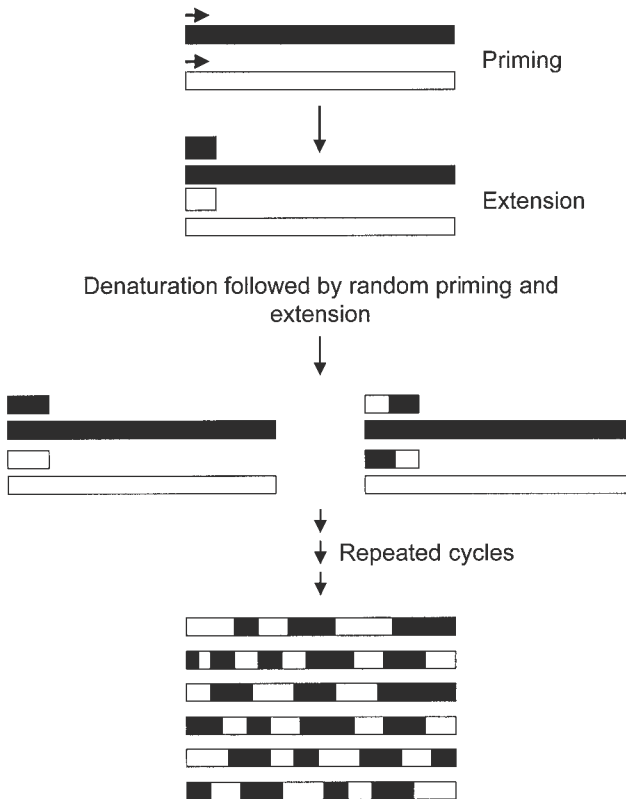 Priming
Extension
Denaturation followed by random priming and
extension
Repeated cycles